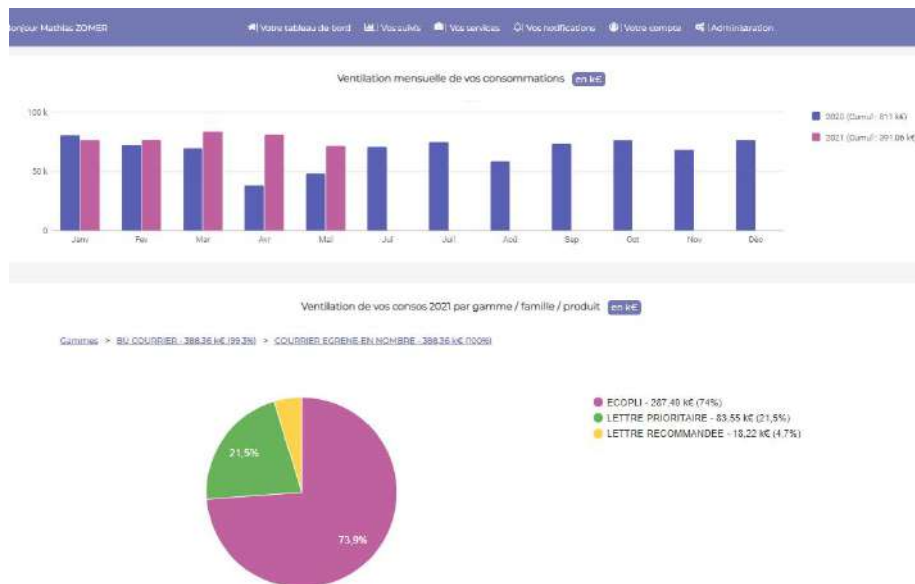 Bonjour Mathias ZOMER
Votre tableau de bord
Vos suivis
Vos services
Vos notifications
Votre compte
Administration
Ventilation mensuelle de vos consommations en k€
100 k
50 k
0
Janv
Fev
Mar
Avr
Mai
Jui
Juil
Aoû
Sep
Oct
Nov
Déc
2020 (Cumul : 811 k€)
2021 (Cumul : 391.06 k€
Ventilation de vos consos 2021 par gamme / famille / produit en k€
Gammes > BU COURRIER - 388.36 k€ (99.3%) > COURRIER EGRENE EN NOMBRE - 388.36 k€ (100%)
21,5%
73,9%
ECOPLI - 287,40 k€ (74%)
LETTRE PRIORITAIRE - 83,55 k€ (21,5%)
LETTRE RECOMMANDEE - 18,22 k€ (4,7%)